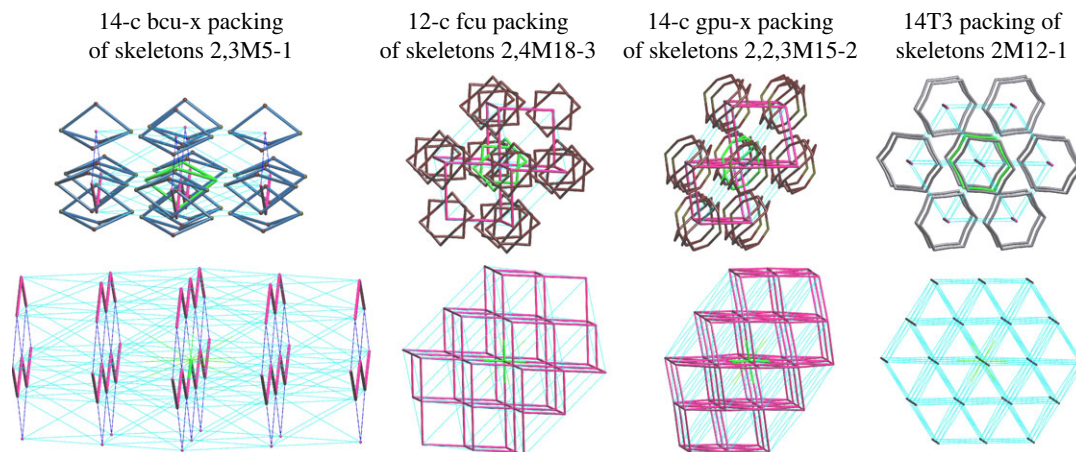 14-c bcu-x packing
of skeletons 2,3M5-1
12-c fcu packing
of skeletons 2,4M18-3
14-c gpu-x packing
of skeletons 2,2,3M15-2
14T3 packing of
skeletons 2M12-1